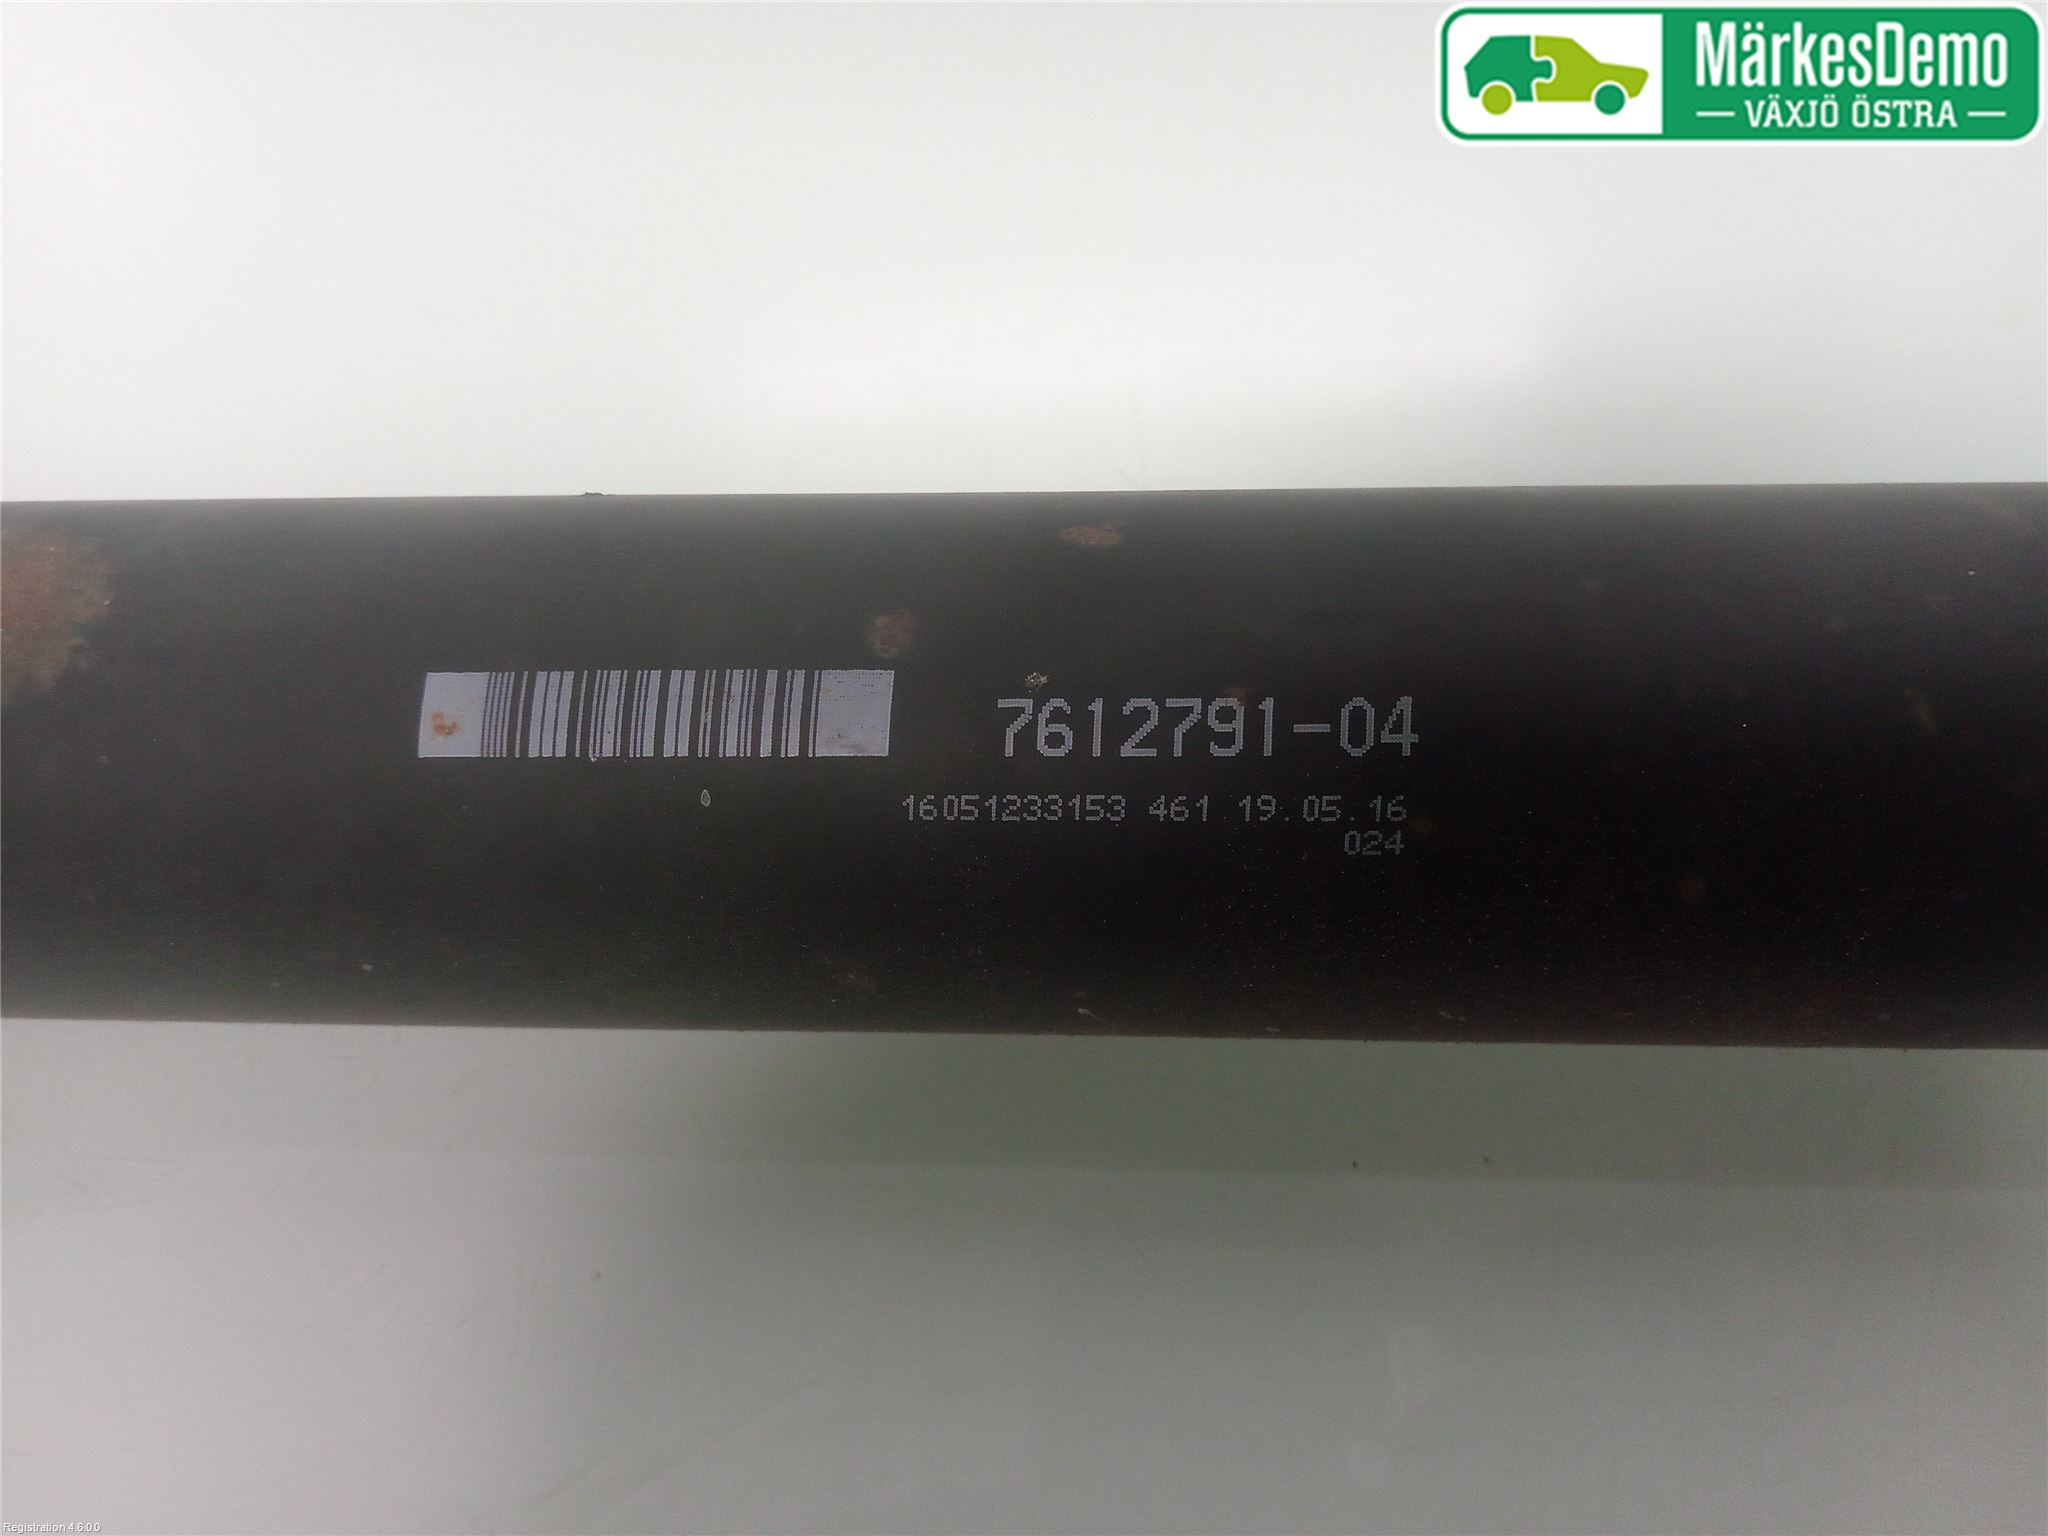 MärkesDemo
VÄXJÖ ÖSTRA
7612791-04
16051233153 461 19.05.16
024
Registration 4.6.0.0